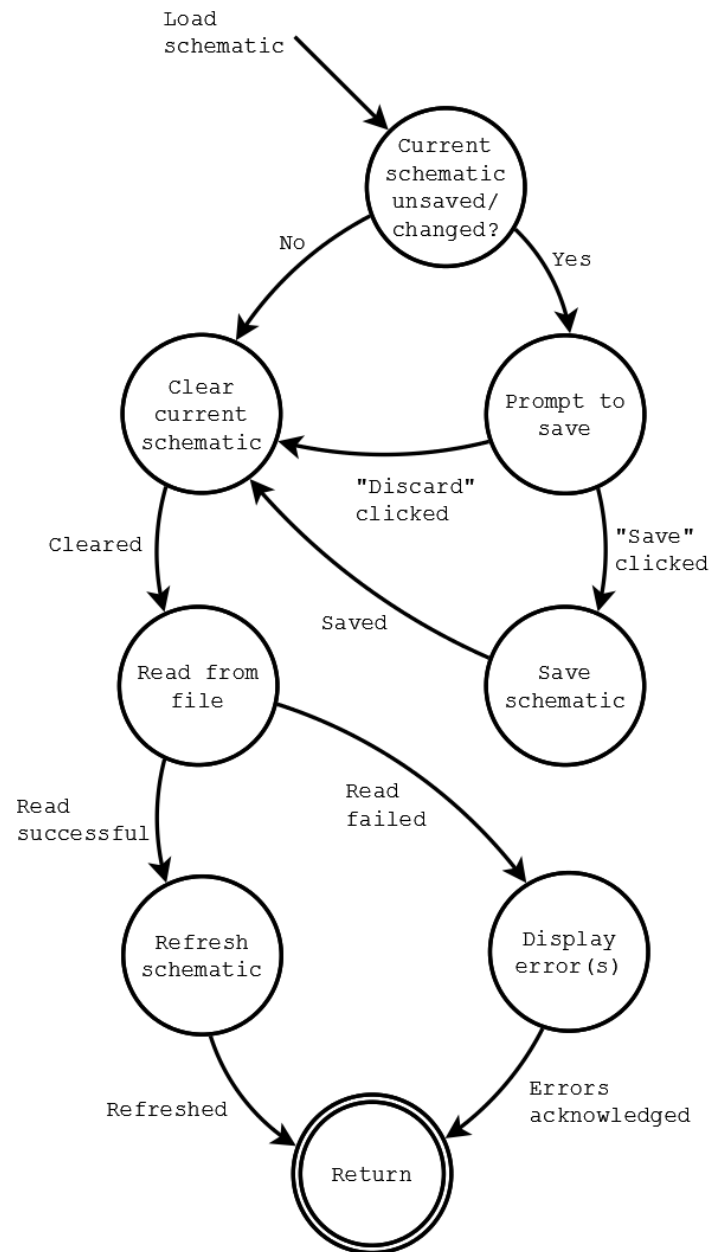 Load
schematic
Current
schematic
unsaved/
changed?
No
Yes
Clear
current
schematic
Prompt to
save
"Discard"
clicked
"Save"
clicked
Cleared
Saved
Read from
file
Save
schematic
Read
successful
Read
failed
Refresh
schematic
Display
error(s)
Refreshed
Errors
acknowledged
Return